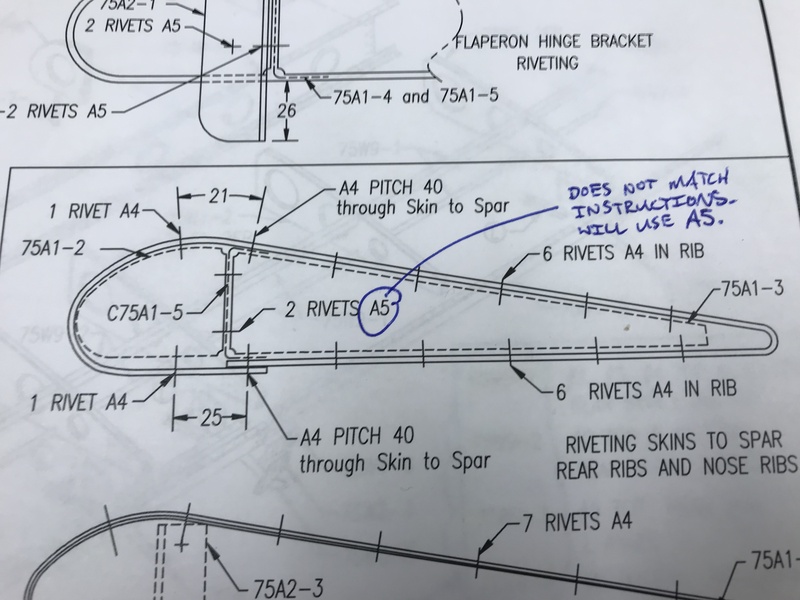 75A2-1
2 RIVETS A5
FLAPERON HINGE BRACKET
RIVETING
-2 RIVETS A5
26
75A1-4 and 75A1-5
21
A4 PITCH 40
through Skin to Spar
DOES NOT MATCH
INSTRUCTIONS.
WILL USE A5.
1 RIVET A4
75A1-2
6 RIVETS A4 IN RIB
75A1-3
C75A1-5
2 RIVETS A5
1 RIVET A4
6 RIVETS A4 IN RIB
25
A4 PITCH 40
through Skin to Spar
RIVETING SKINS TO SPAR
REAR RIBS AND NOSE RIBS
7 RIVETS A4
75A1-
75A2-3